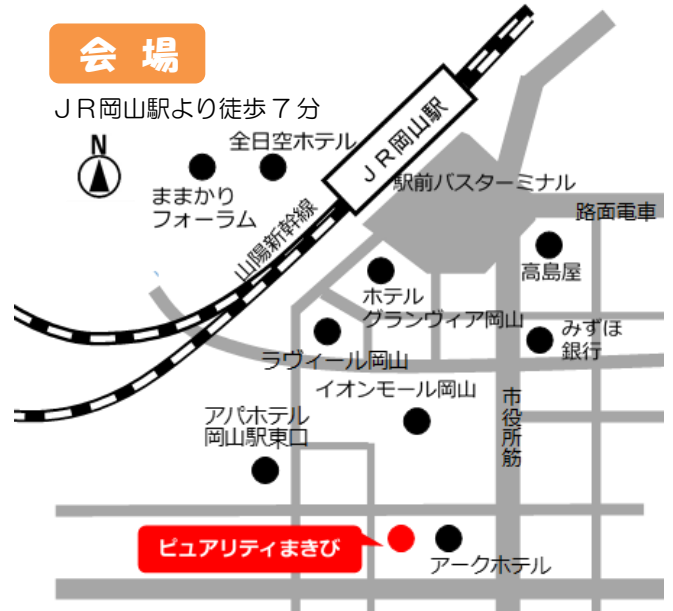 会場
ＪＲ岡山駅より徒歩７分
N
全日空ホテル
ままかり
フォーラム
ＪＲ岡山駅
山陽新幹線
駅前バスターミナル
路面電車
高島屋
ホテル
グランヴィア岡山
みずほ
銀行
ラヴィール岡山
イオンモール岡山
市役所筋
アパホテル
岡山駅東口
ピュアリティまきび
アークホテル